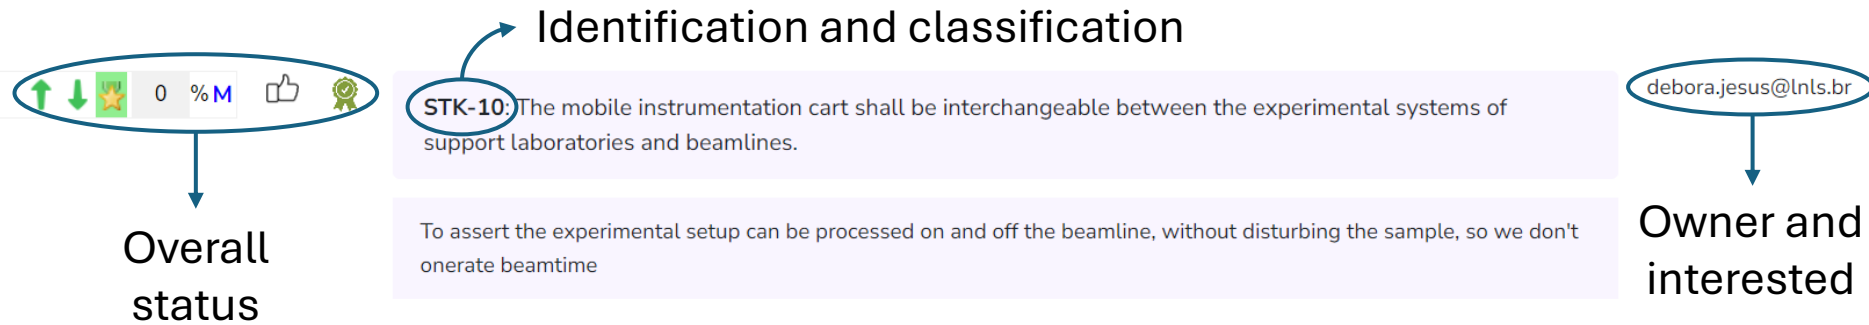 Identification and classification
0 % M
STK-10: The mobile instrumentation cart shall be interchangeable between the experimental systems of
support laboratories and beamlines.
debora.jesus@lnls.br
To assert the experimental setup can be processed on and off the beamline, without disturbing the sample, so we don't
onerate beamtime
Overall
status
Owner and
interested